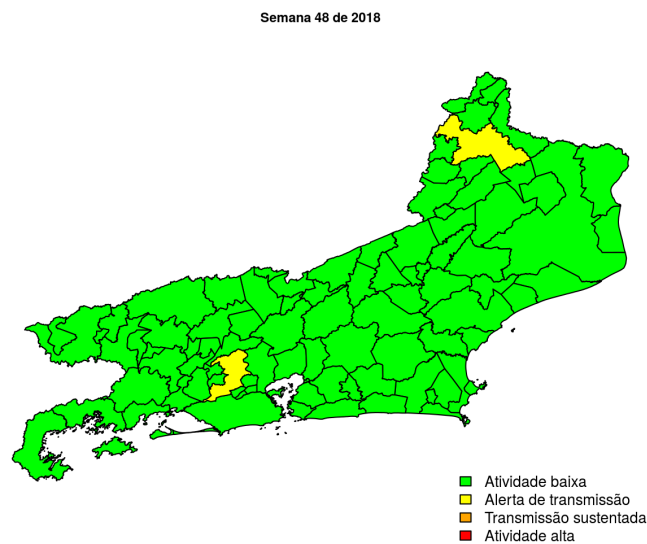 Semana 48 de 2018
Atividade baixa
Alerta de transmissão
Transmissão sustentada
Atividade alta